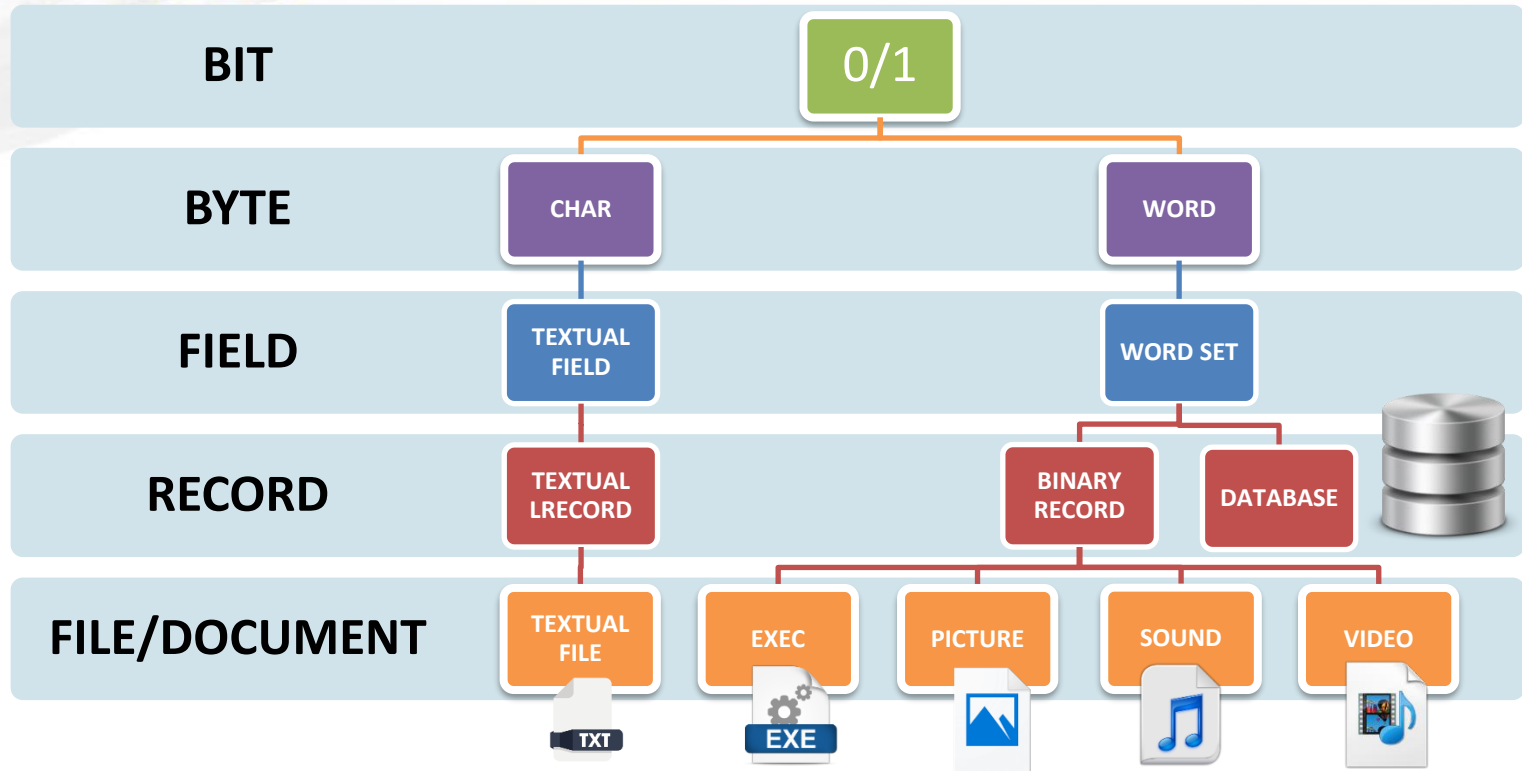 BIT
0/1
BYTE
CHAR
WORD
FIELD
TEXTUAL
FIELD
WORD SET
RECORD
TEXTUAL
LRECORD
BINARY
RECORD
DATABASE
FILE/DOCUMENT
TEXTUAL
FILE
EXEC
PICTURE
SOUND
VIDEO
TXT
EXE